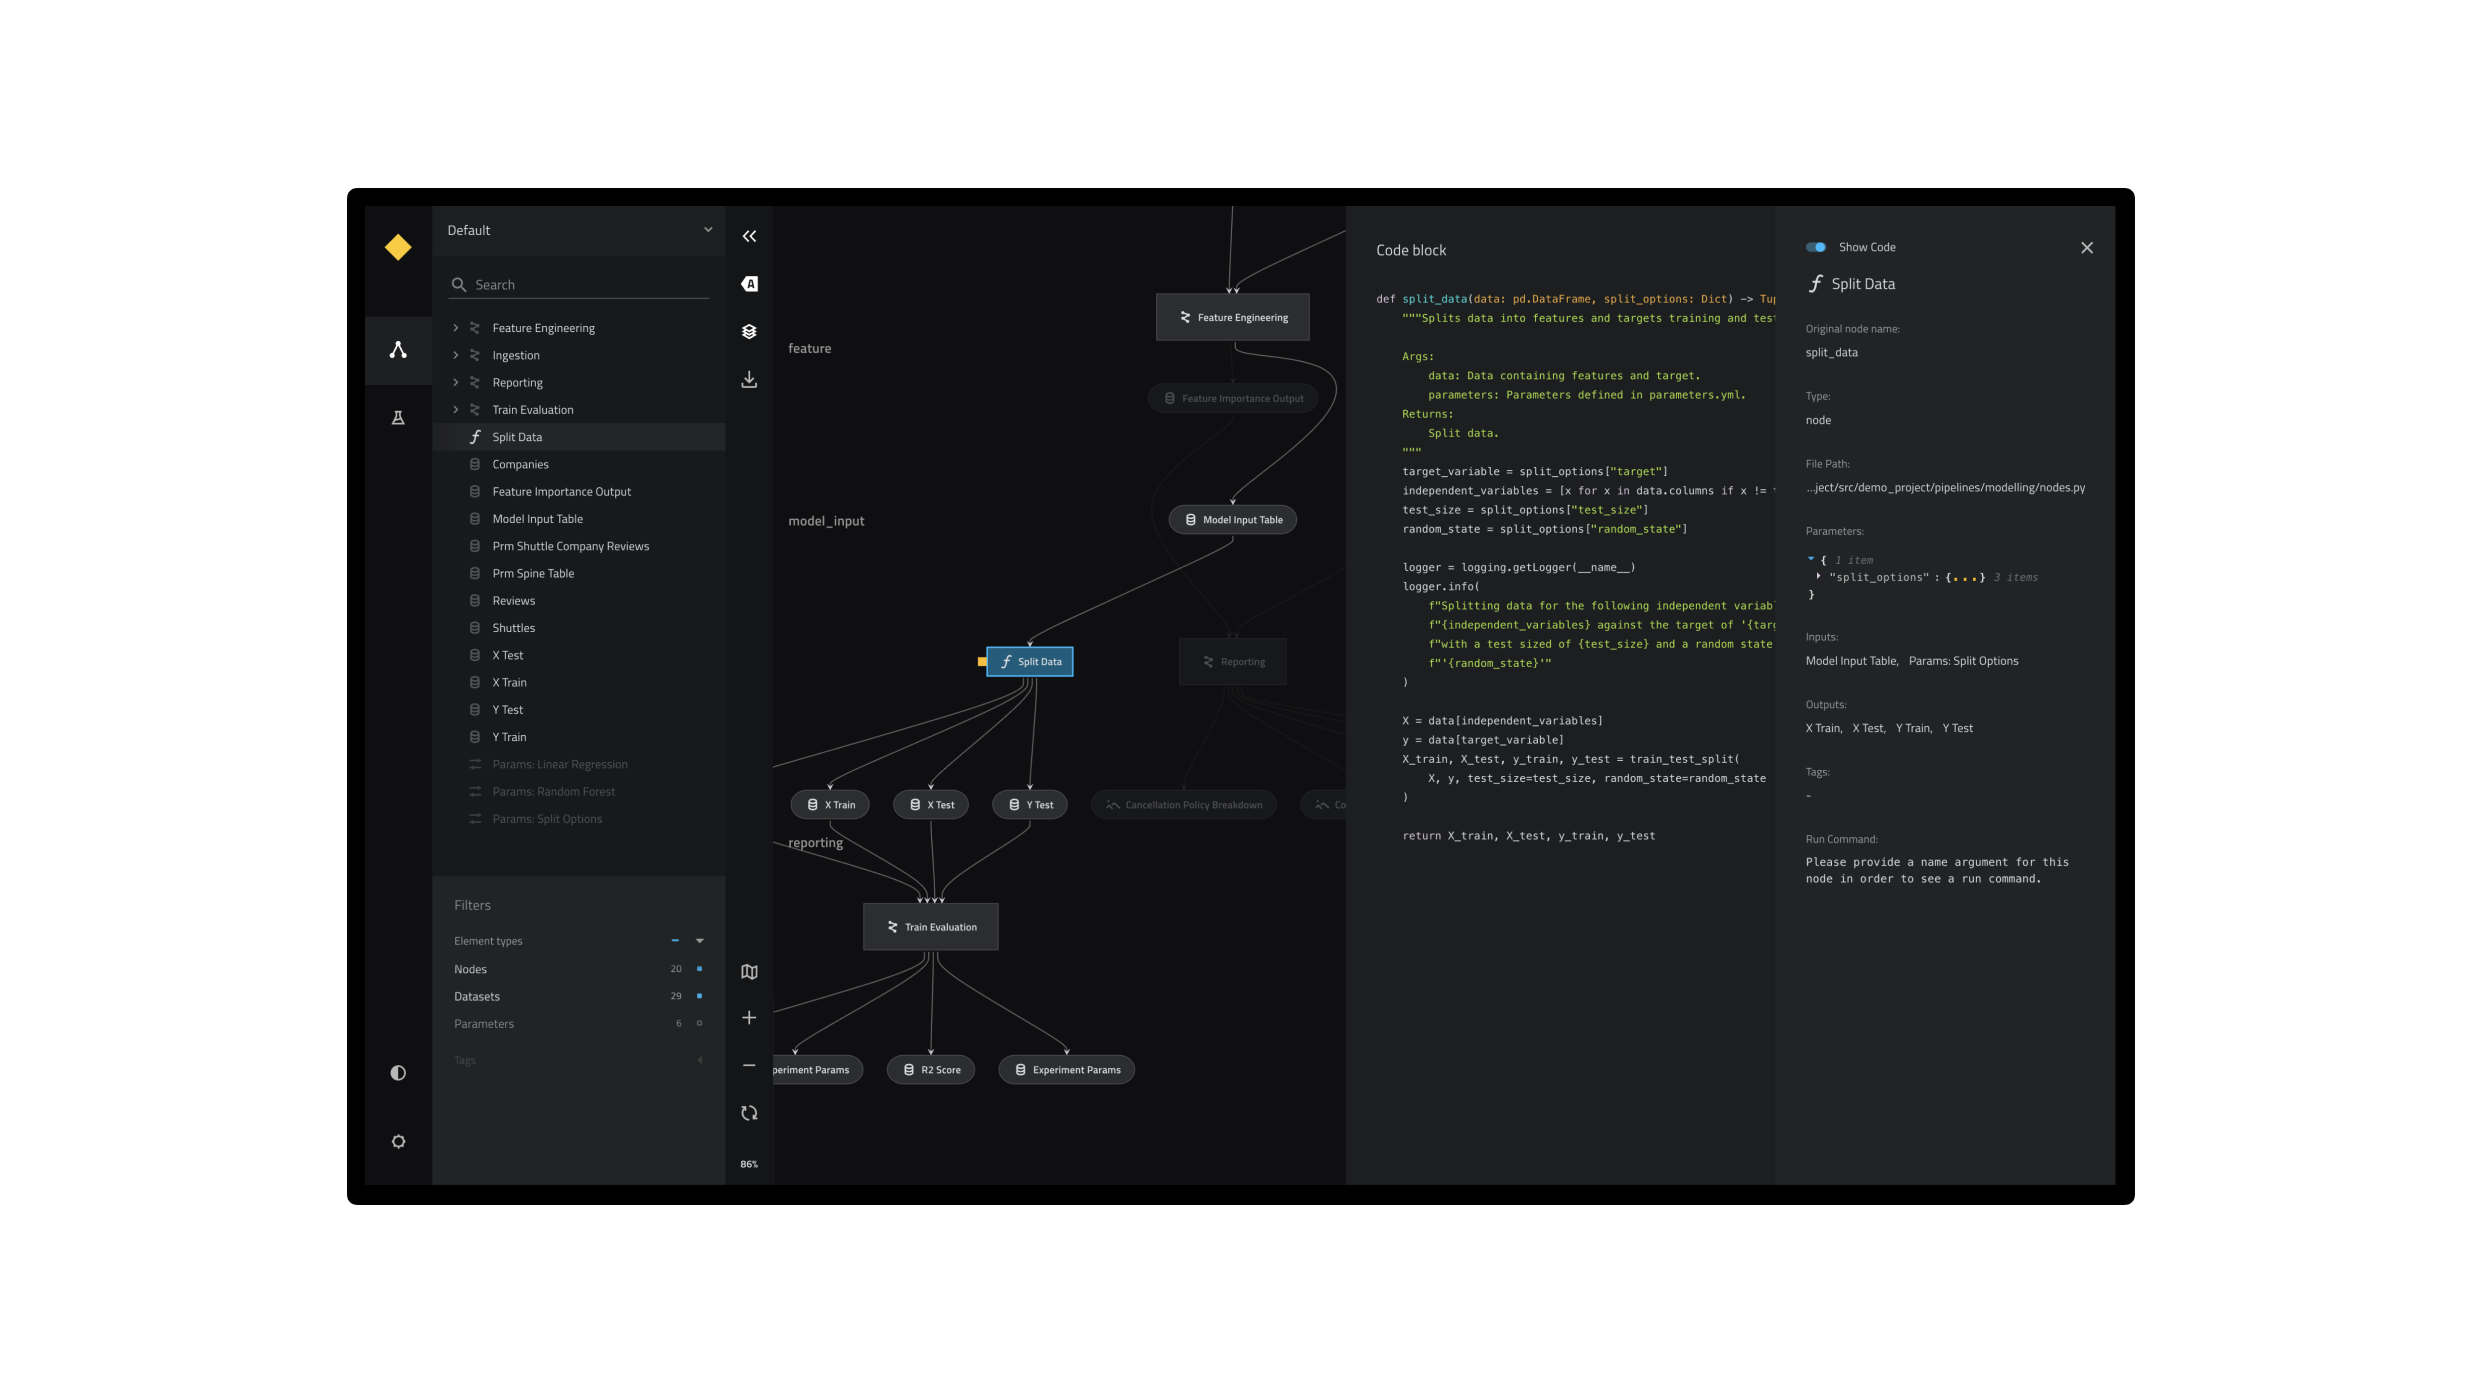 Default
Search
Feature Engineering
Ingestion
Reporting
Train Evaluation
Split Data
Companies
Feature Importance Output
Model Input Table
Prm Shuttle Company Reviews
Prm Spine Table
Reviews
Shuttles
X Test
X Train
Y Test
Y Train
Params: Linear Regression
Params: Random Forest
Params: Split Options
Filters
Element types
Nodes 20
Datasets 29
Parameters 6
Tags
A
86%
feature
model_input
reporting
Feature Engineering
Feature Importance Output
Model Input Table
Split Data
Reporting
X Train
X Test
Y Test
Cancellation Policy Breakdown
Co
Train Evaluation
periment Params
R2 Score
Experiment Params
Code block
def split_data(data: pd.DataFrame, split_options: Dict) -> Tup
"""Splits data into features and targets training and test
Args:
data: Data containing features and target.
parameters: Parameters defined in parameters.yml.
Returns:
Split data.
"""
target_variable = split_options["target"]
independent_variables = [x for x in data.columns if x !=
test_size = split_options["test_size"]
random_state = split_options["random_state"]
logger = logging.getLogger(__name__)
logger.info(
f"Splitting data for the following independent variabl
f"{independent_variables} against the target of '{targ
f"with a test sized of {test_size} and a random state
f"'{random_state}'"
)
X = data[independent_variables]
y = data[target_variable]
X_train, X_test, y_train, y_test = train_test_split(
X, y, test_size=test_size, random_state=random_state
)
return X_train, X_test, y_train, y_test
Show Code
Split Data
Original node name:
split_data
Type:
node
File Path:
...ject/src/demo_project/pipelines/modelling/nodes.py
Parameters:
{ 1 item
"split_options" : {...} 3 items
}
Inputs:
Model Input Table, Params: Split Options
Outputs:
X Train, X Test, Y Train, Y Test
Tags:
-
Run Command:
Please provide a name argument for this
node in order to see a run command.